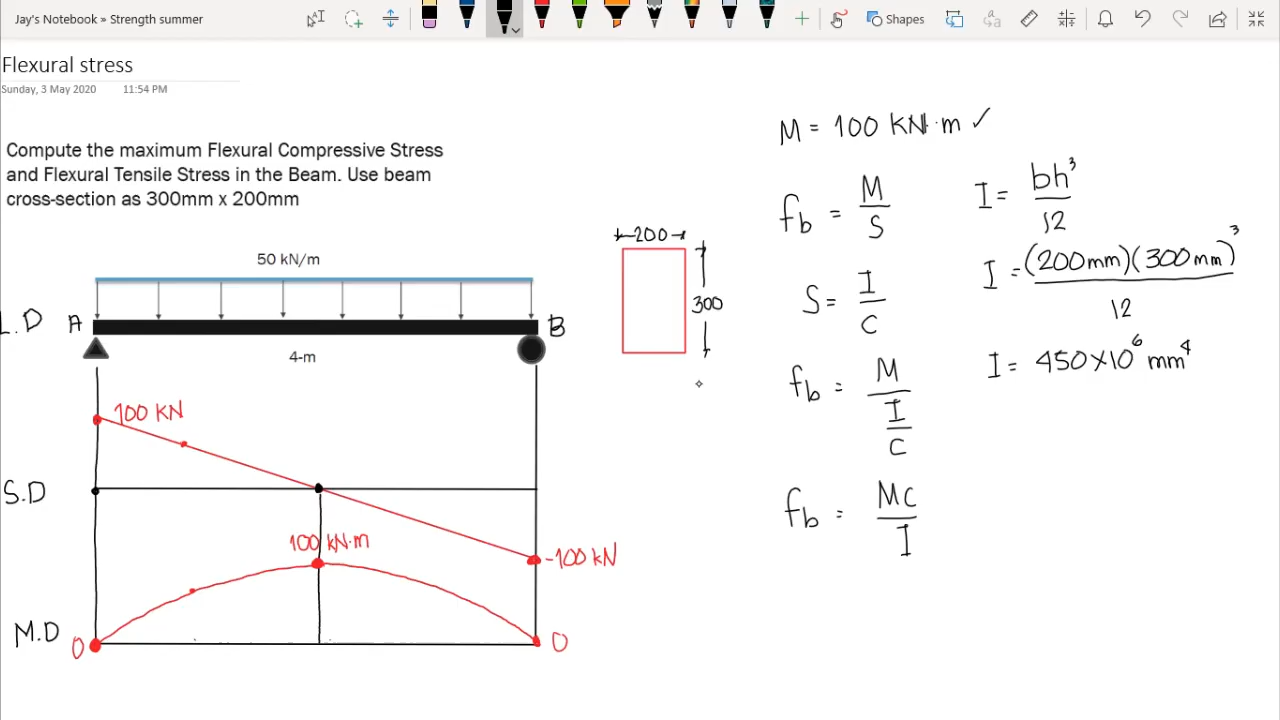 Jay's Notebook » Strength summer
Shapes
Flexural stress
Sunday, 3 May 2020 11:54 PM
Compute the maximum Flexural Compressive Stress
and Flexural Tensile Stress in the Beam. Use beam
cross-section as 300mm x 200mm
50 kN/m
L.D A B
4-m
100 KN
S.D
100 kN·m
-100 kN
M.D
0 0
200
300
M = 100 KN·m ✓
fb = M/S
S = I/C
fb = M/(I/C)
fb = MC/I
I = bh³/12
I = (200mm)(300mm)³/12
I = 450×10⁶ mm⁴